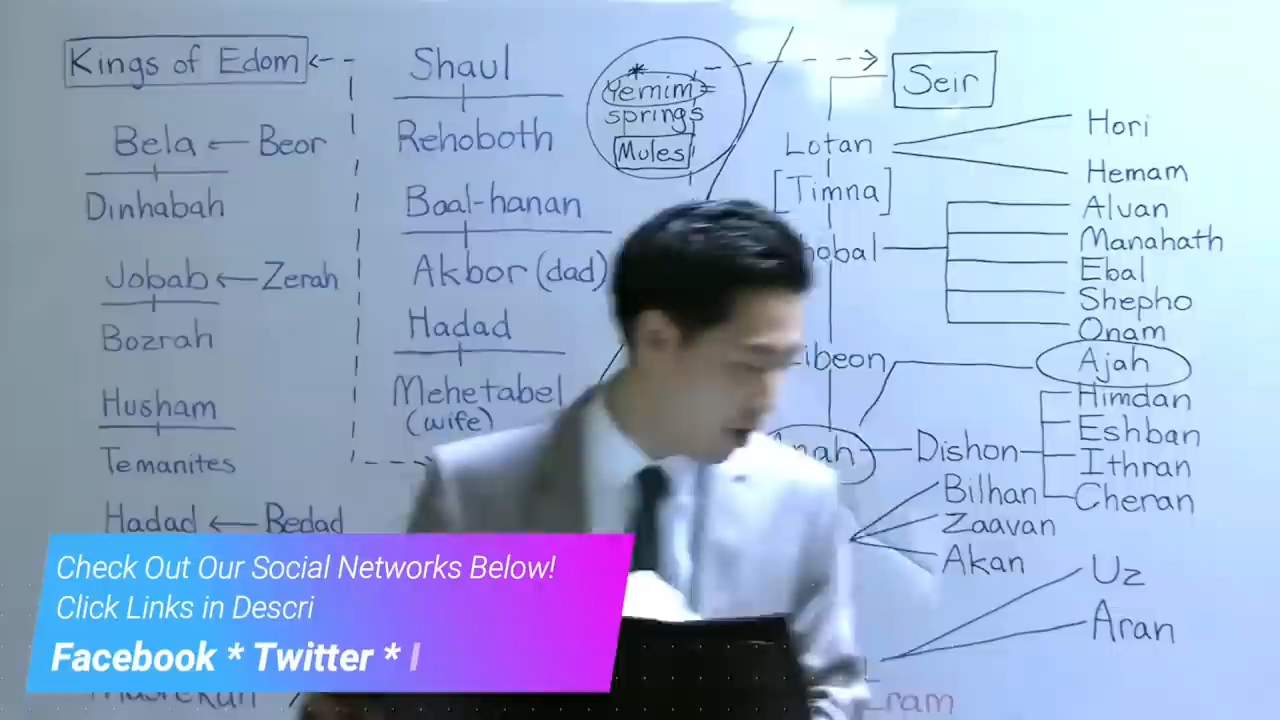 Kings of Edom
Bela ← Beor
Dinhabah
Jobab ← Zerah
Bozrah
Husham
Temanites
Hadad ← Bedad
Shaul
Rehoboth
Baal-hanan
Akbor (dad)
Hadad
Mehetabel
(wife)
*
Yemim =
springs
Mules
Seir
Lotan
[Timna]
Hori
Hemam
Alvan
Manahath
Ebal
Shepho
Onam
Ajah
Dishon
Himdan
Eshban
Ithran
Cheran
Bilhan
Zaavan
Akan
Uz
Aran
Check Out Our Social Networks Below!
Click Links in Descri
Facebook * Twitter * I